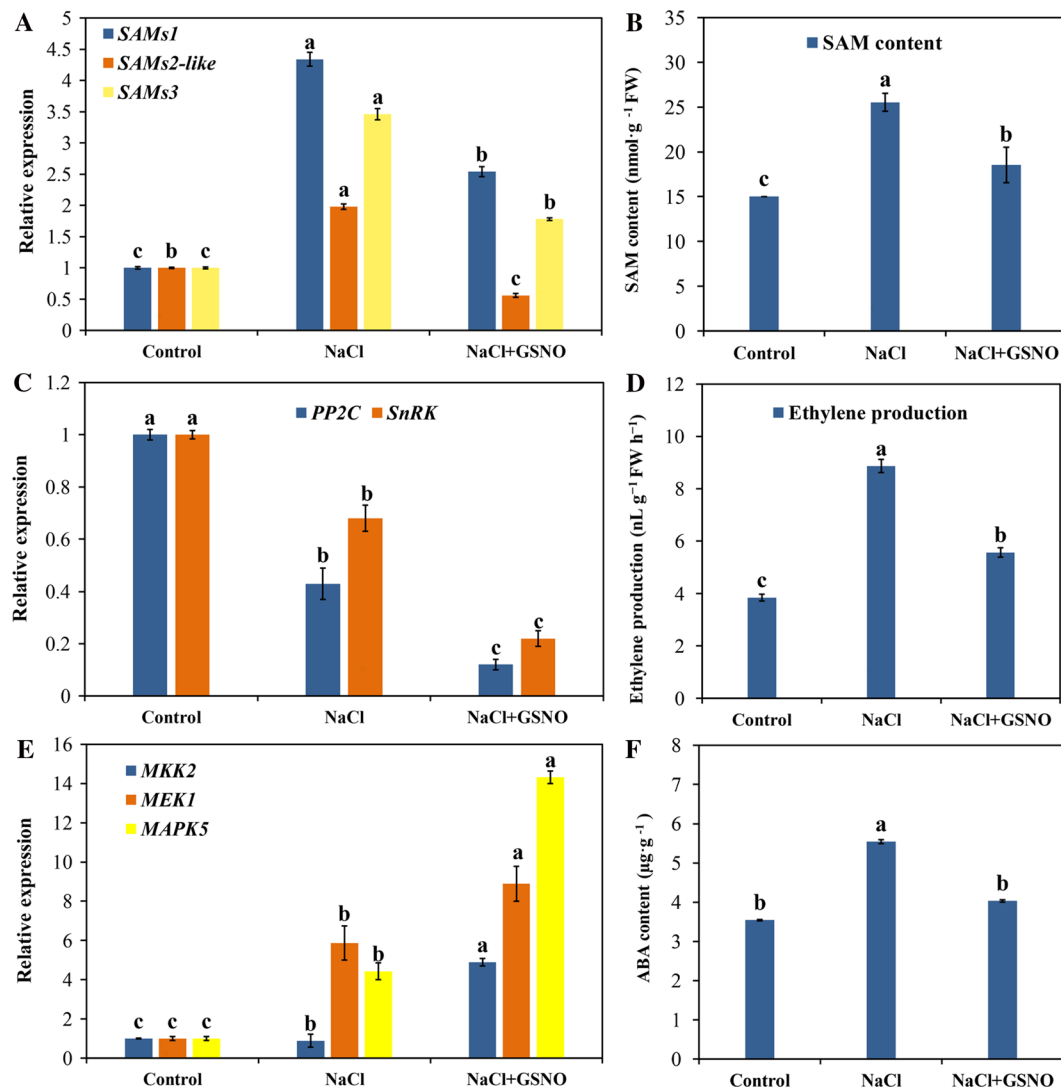 A
SAMs1
SAMs2-like
SAMs3
Relative expression
5
4.5
4
3.5
3
2.5
2
1.5
1
0.5
0
c b c
a a a
b c b
Control NaCl NaCl+GSNO
B
SAM content
SAM content (nmol·g⁻¹ FW)
35
30
25
20
15
10
5
0
c a b
Control NaCl NaCl+GSNO
C
PP2C SnRK
Relative expression
1.2
1
0.8
0.6
0.4
0.2
0
a a
b b
c c
Control NaCl NaCl+GSNO
D
Ethylene production
Ethylene production (nL g⁻¹ FW h⁻¹)
12
10
8
6
4
2
0
c a b
Control NaCl NaCl+GSNO
E
MKK2
MEK1
MAPK5
Relative expression
16
14
12
10
8
6
4
2
0
c c c
b b b
a a a
Control NaCl NaCl+GSNO
F
ABA content (µg·g⁻¹)
8
7
6
5
4
3
2
1
0
b a b
Control NaCl NaCl+GSNO